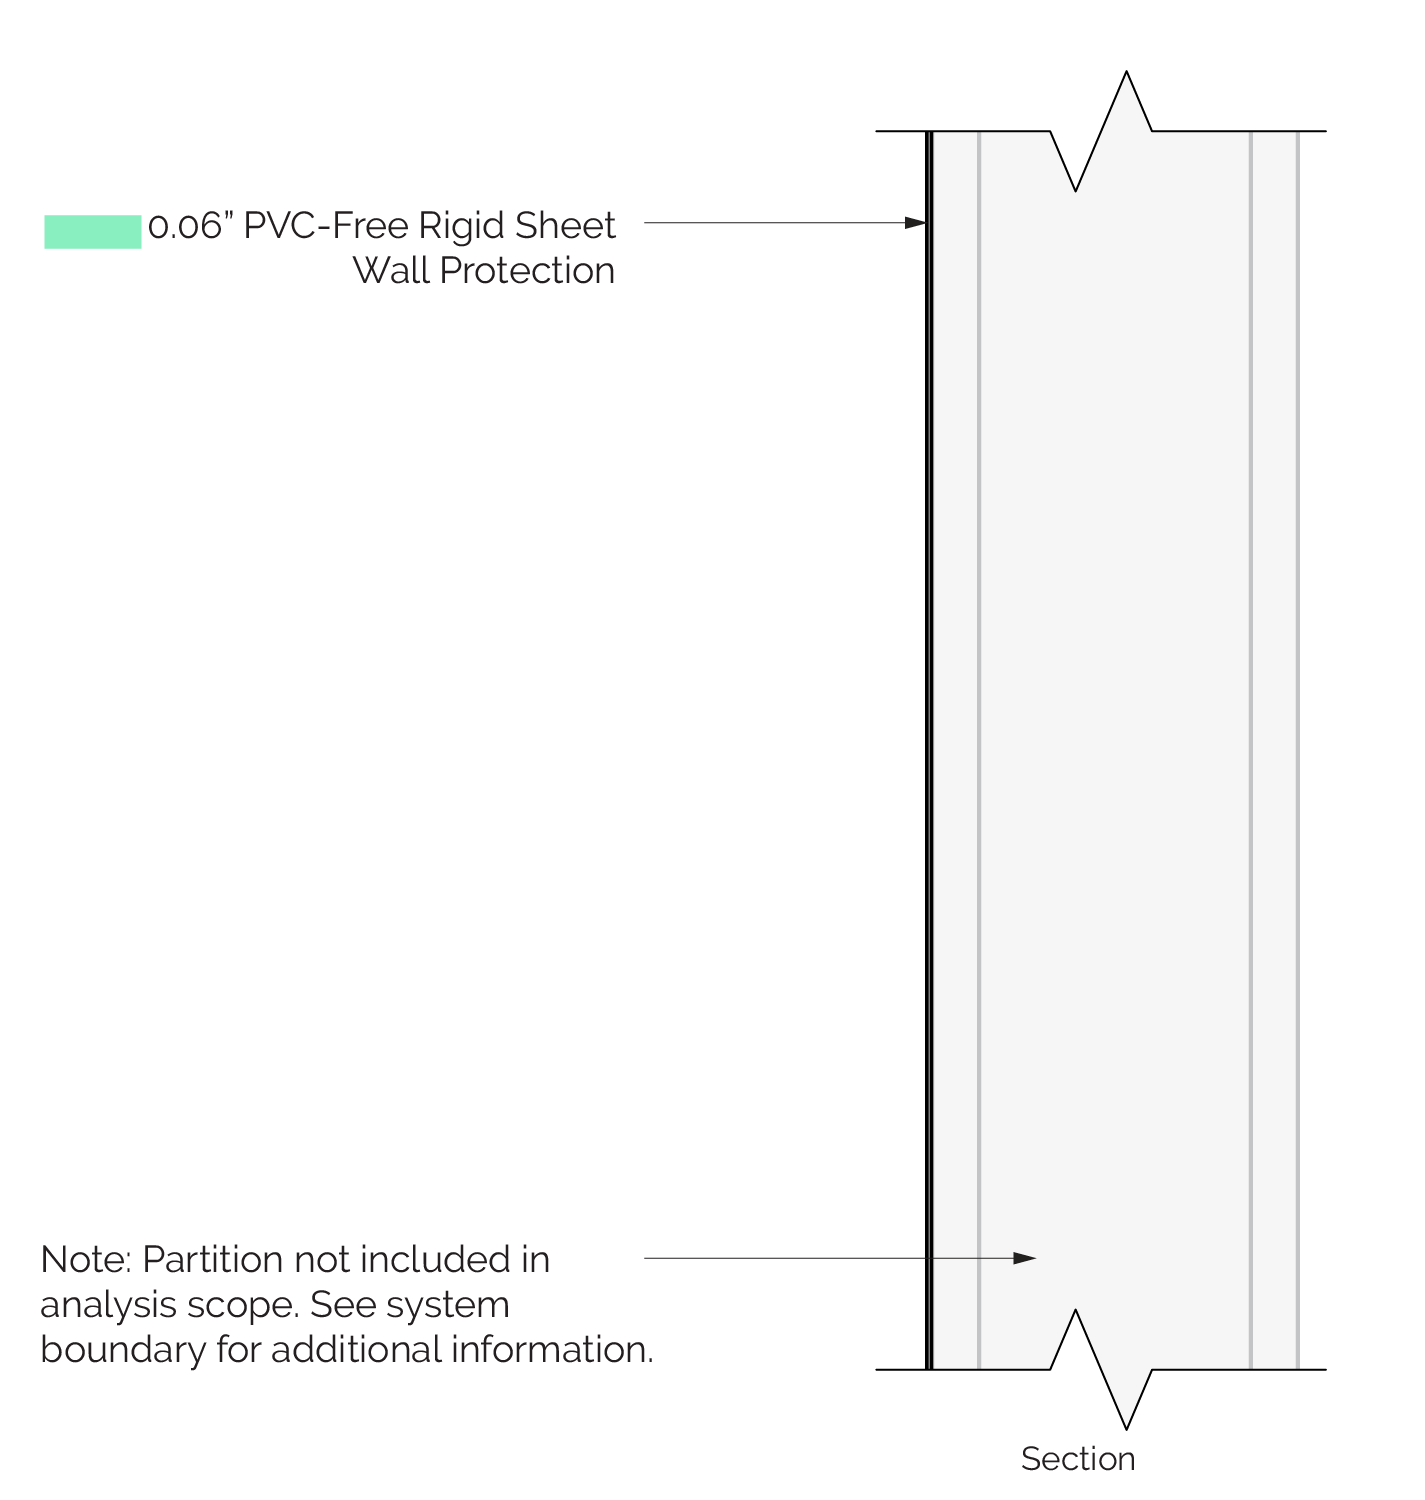 0.06” PVC-Free Rigid Sheet
Wall Protection
Note: Partition not included in
analysis scope. See system
boundary for additional information.
Section